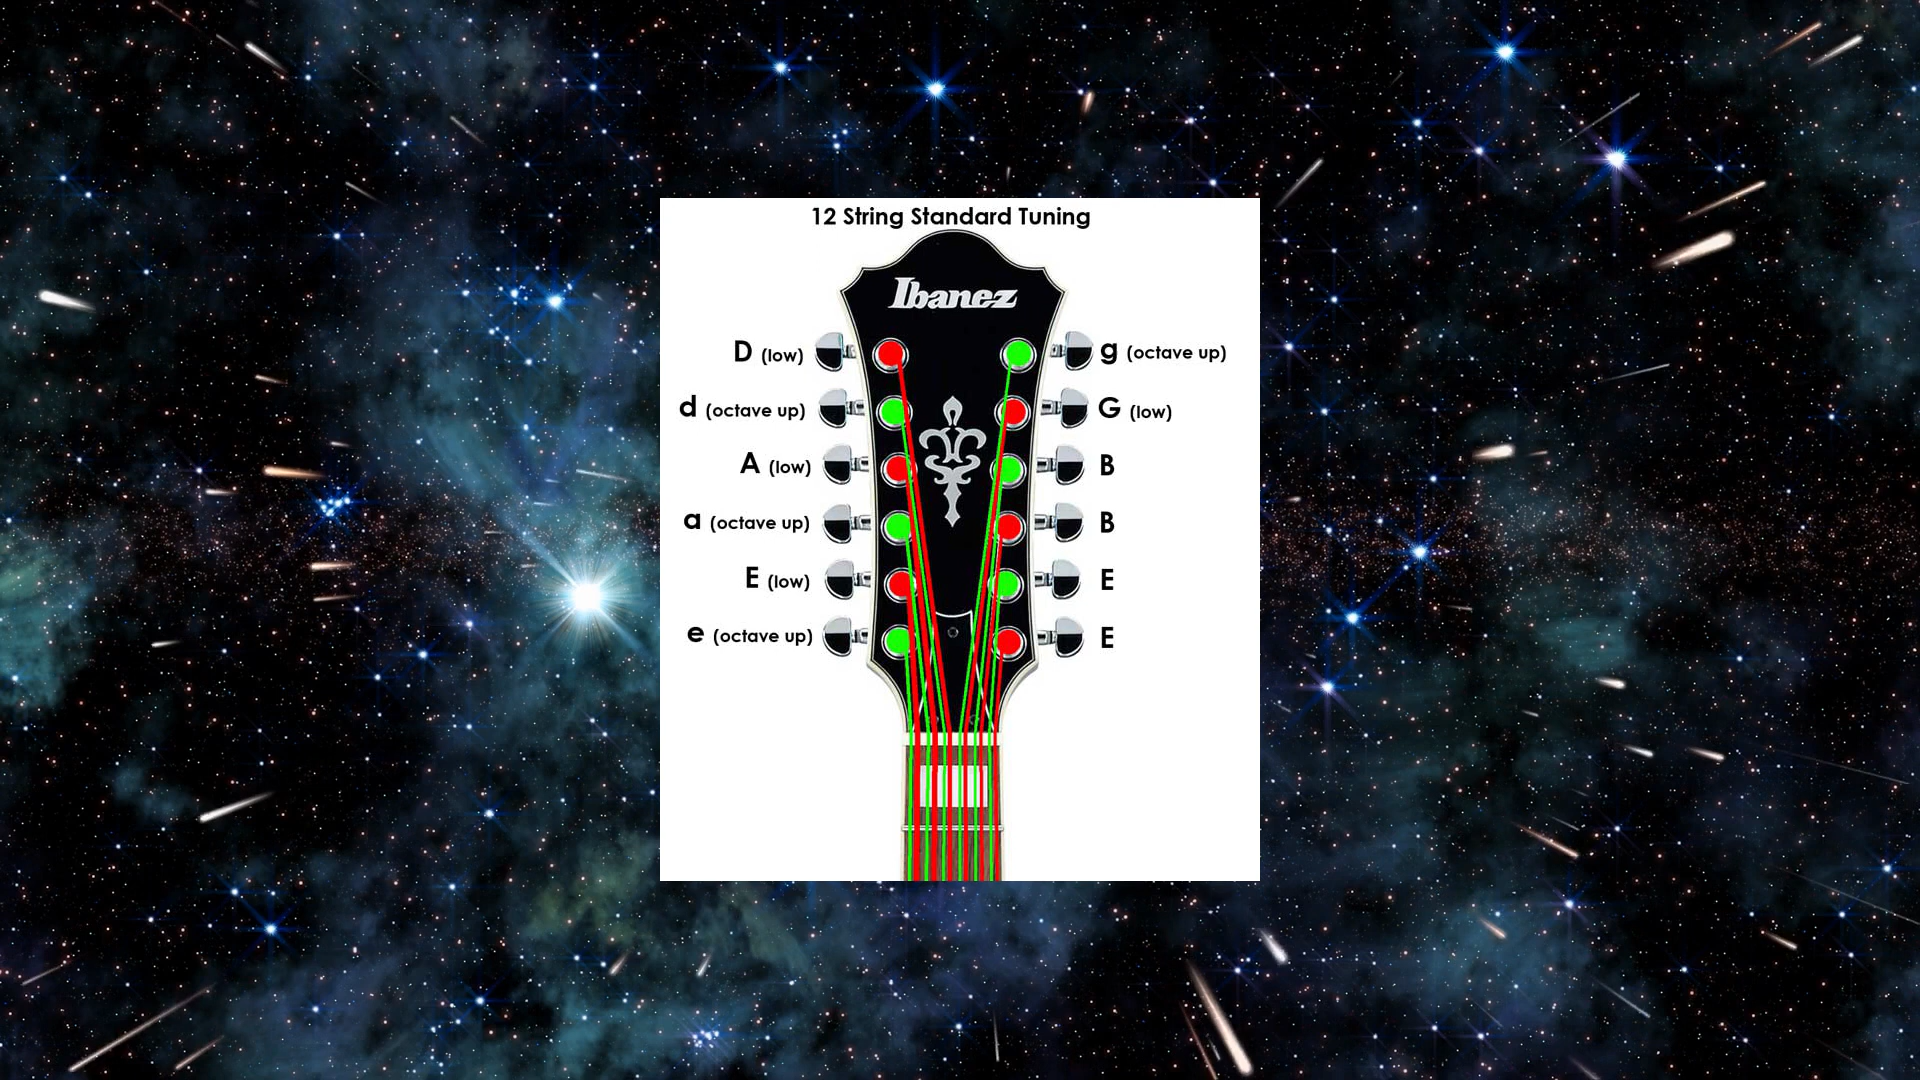 12 String Standard Tuning
Ibanez
D (low)
g (octave up)
d (octave up)
G (low)
A (low)
B
a (octave up)
B
E (low)
E
e (octave up)
E